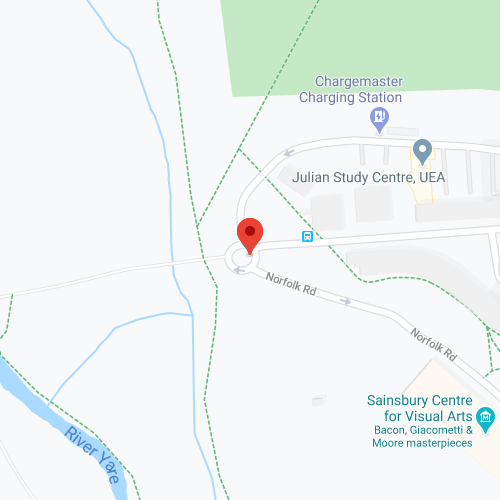 Chargemaster
Charging Station
Julian Study Centre, UEA
Norfolk Rd
Norfolk Rd
Sainsbury Centre
for Visual Arts
Bacon, Giacometti &
Moore masterpieces
River Yare